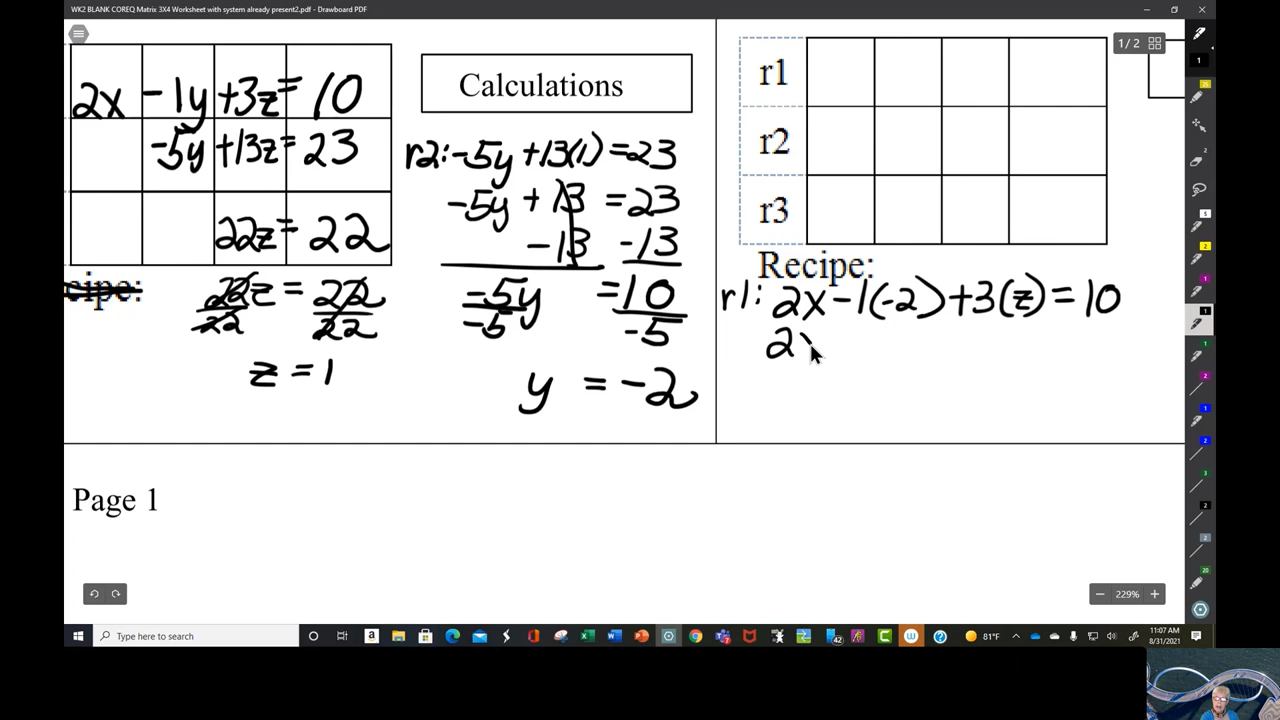 WK2 BLANK COREQ Matrix 3X4 Worksheet with system already present2.pdf - Drawboard PDF
1/2
2x -1y +3z = 10
-5y +13z = 23
22z = 22
cipe:
22z = 22
22 22
z = 1
Calculations
r2: -5y +13(1) = 23
-5y + 13 = 23
-13 -13
-5y = 10
-5 -5
y = -2
r1
r2
r3
Recipe:
r1: 2x -1(-2) +3(z) = 10
2
Page 1
229%
Type here to search
42
81°F
11:07 AM
8/31/2021